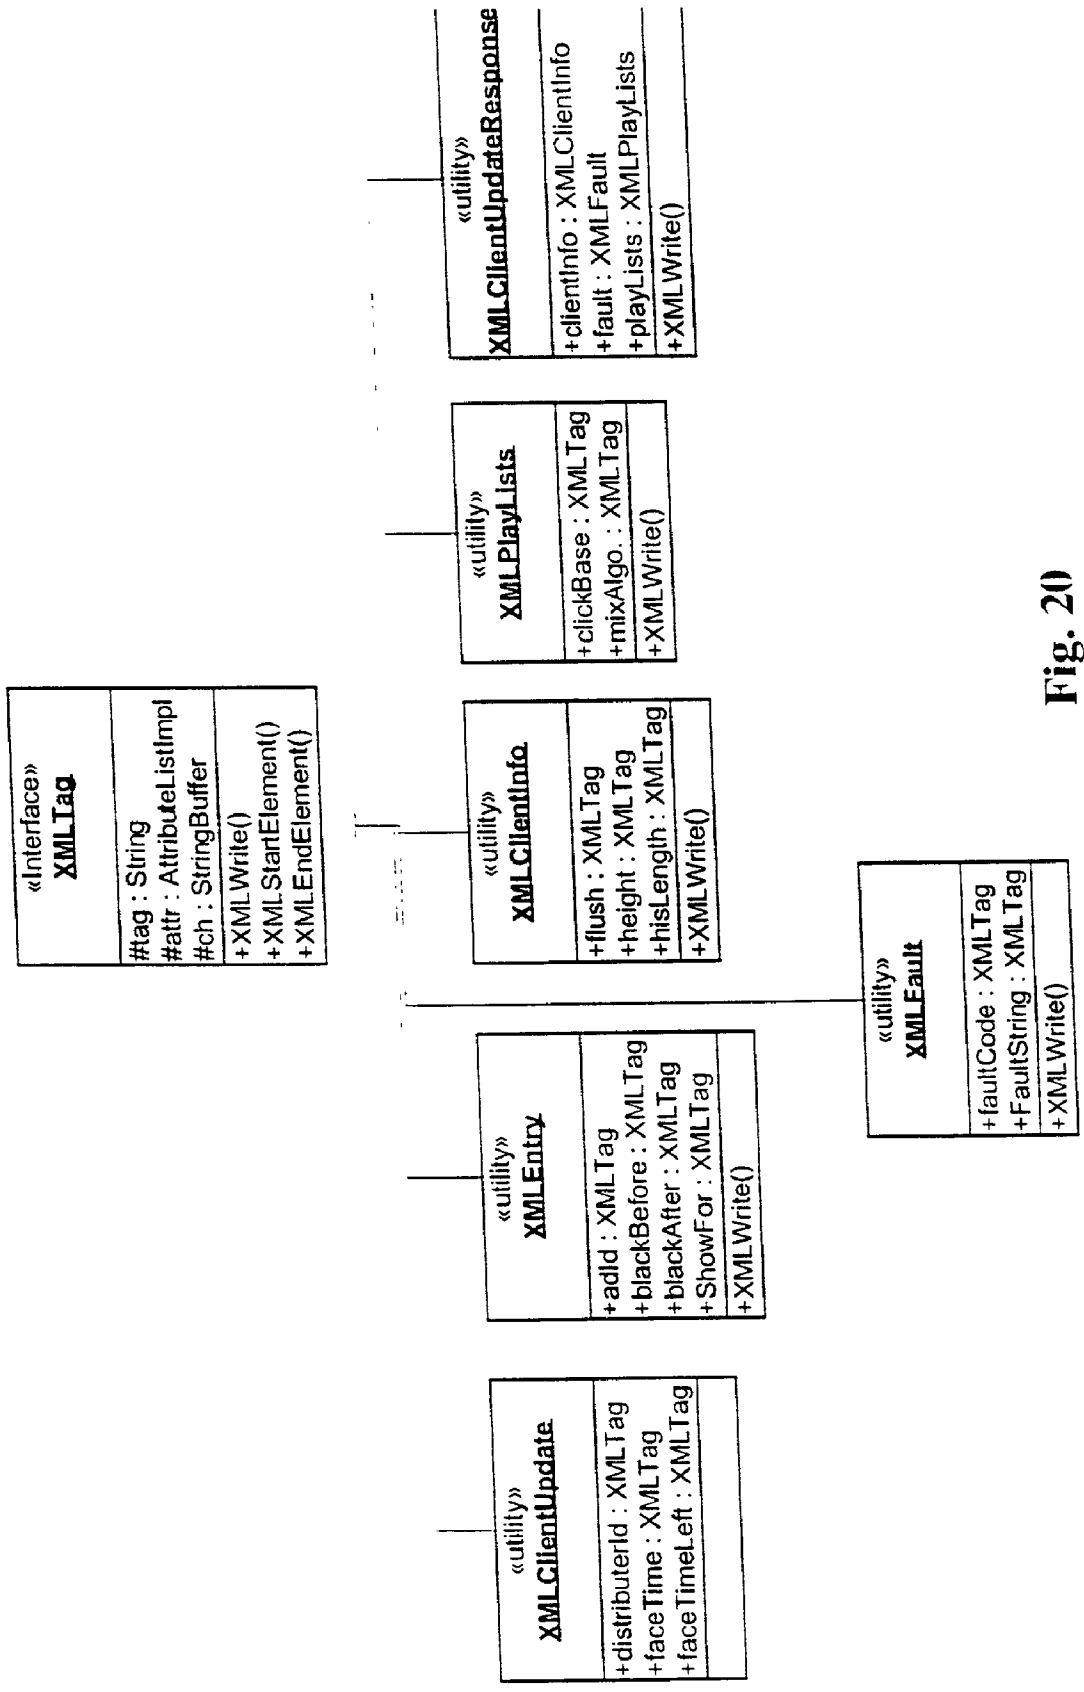 «Interface»
XMLTag
#tag : String
#attr : AttributeListImpl
#ch : StringBuffer
+XMLWrite()
+XMLStartElement()
+XMLEndElement()
«utility»
XMLClientUpdate
+distributerId : XMLTag
+faceTime : XMLTag
+faceTimeLeft : XMLTag
«utility»
XMLEntry
+adId : XMLTag
+blackBefore : XMLTag
+blackAfter : XMLTag
+ShowFor : XMLTag
+XMLWrite()
«utility»
XMLClientInfo
+flush : XMLTag
+height : XMLTag
+hisLength : XMLTag
+XMLWrite()
«utility»
XMLPlayLists
+clickBase : XMLTag
+mixAlgo. : XMLTag
+XMLWrite()
«utility»
XMLClientUpdateResponse
+clientInfo : XMLClientInfo
+fault : XMLFault
+playLists : XMLPlayLists
+XMLWrite()
«utility»
XMLFault
+faultCode : XMLTag
+FaultString : XMLTag
+XMLWrite()
Fig. 20